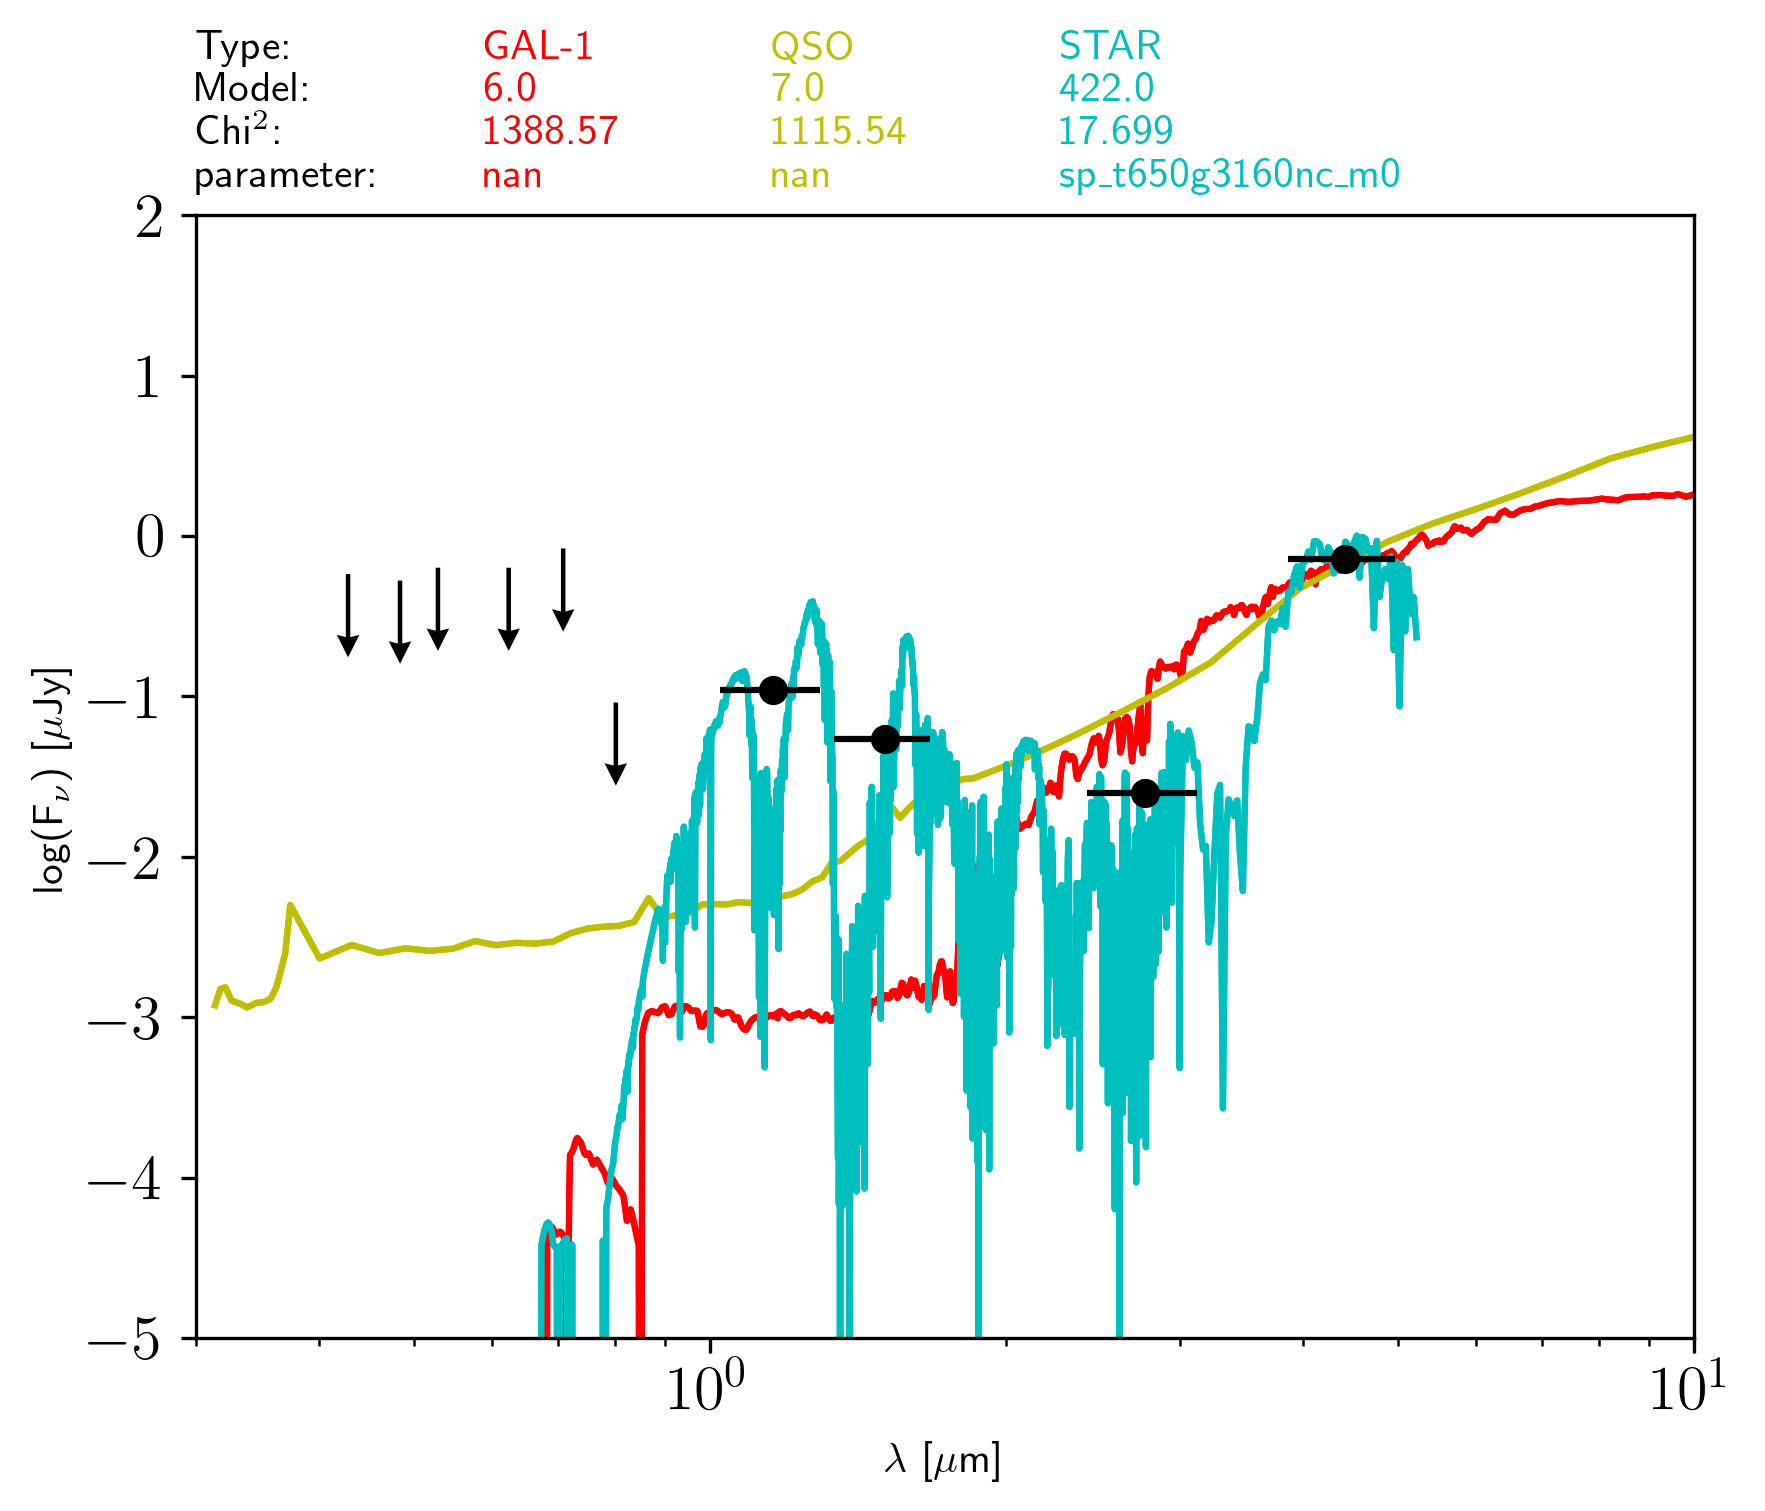 Type: GAL-1 QSO STAR
Model: 6.0 7.0 422.0
Chi²: 1388.57 1115.54 17.699
parameter: nan nan sp_t650g3160nc_m0
2
1
0
−1
−2
−3
−4
−5
log(Fν) [μJy]
10⁰ 10¹
λ [μm]